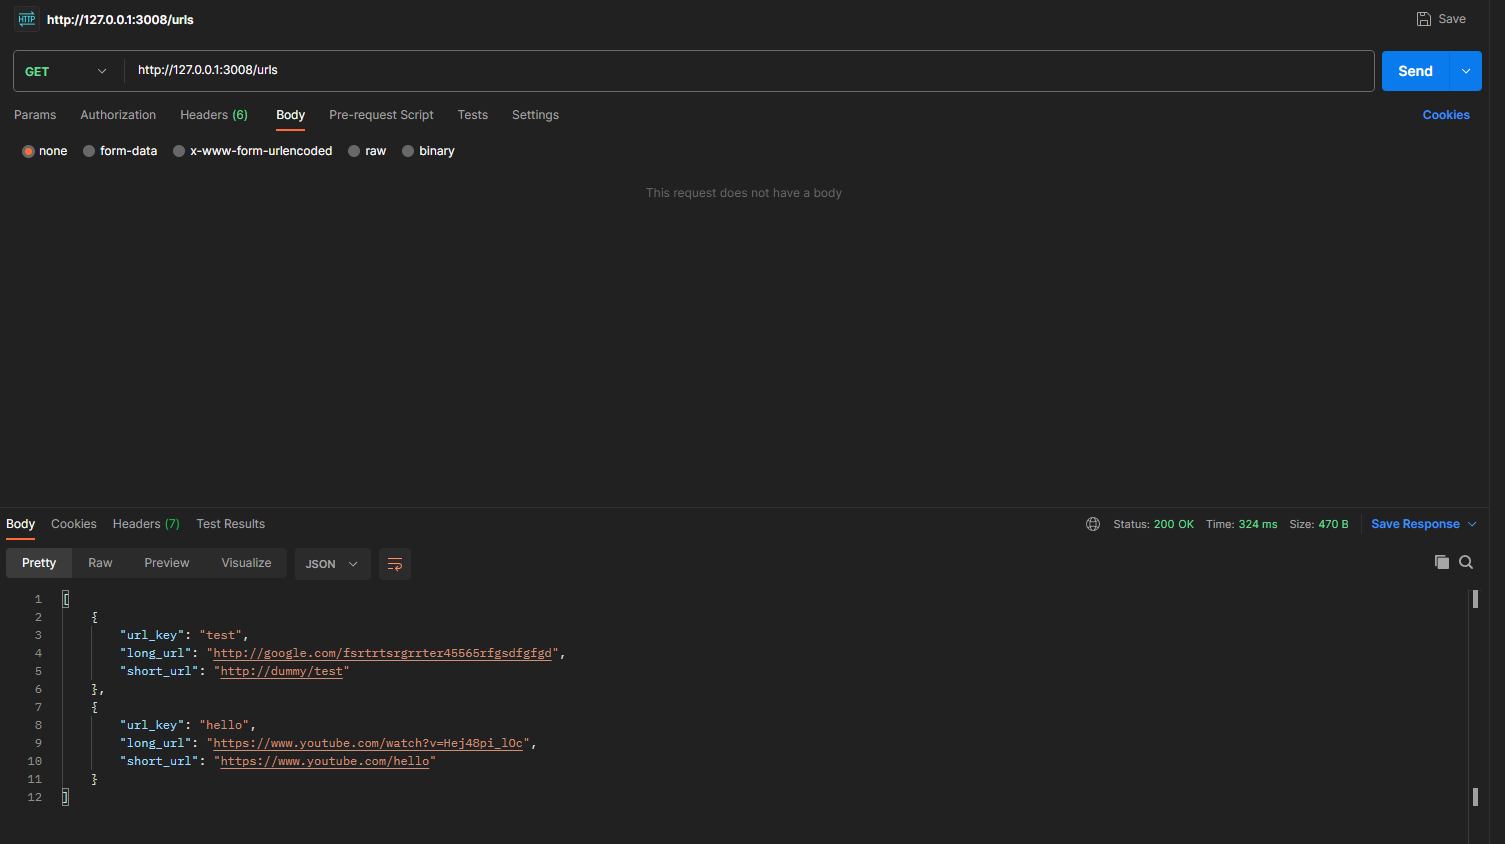 HTTP http://127.0.0.1:3008/urls Save
GET http://127.0.0.1:3008/urls Send
Params Authorization Headers (6) Body Pre-request Script Tests Settings Cookies
none form-data x-www-form-urlencoded raw binary
This request does not have a body
Body Cookies Headers (7) Test Results Status: 200 OK Time: 324 ms Size: 470 B Save Response
Pretty Raw Preview Visualize JSON
1 [
2 {
3 "url_key": "test",
4 "long_url": "http://google.com/fsrtrtsrgrrter45565rfgsdfgfgd",
5 "short_url": "http://dummy/test"
6 },
7 {
8 "url_key": "hello",
9 "long_url": "https://www.youtube.com/watch?v=Hej48pi_lOc",
10 "short_url": "https://www.youtube.com/hello"
11 }
12 ]